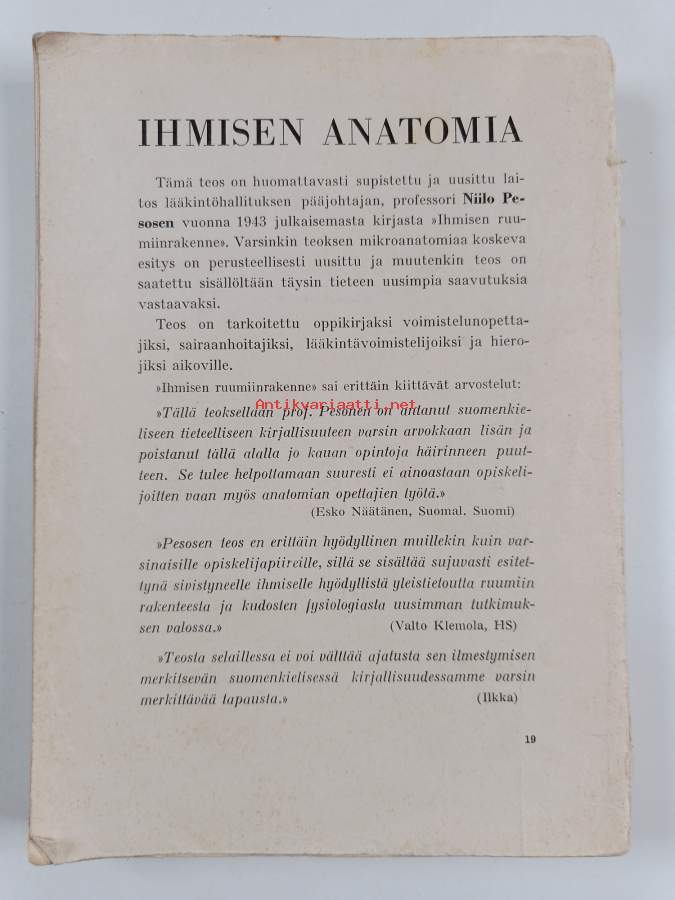 IHMISEN ANATOMIA
Tämä teos on huomattavasti supistettu ja uusittu lai-
tos lääkintöhallituksen pääjohtajan, professori Niilo Pe-
sosen vuonna 1943 julkaisemasta kirjasta »Ihmisen ruu-
miinrakenne». Varsinkin teoksen mikroanatomiaa koskeva
esitys on perusteellisesti uusittu ja muutenkin teos on
saatettu sisällöltään täysin tieteen uusimpia saavutuksia
vastaavaksi.
Teos on tarkoitettu oppikirjaksi voimistelunopetta-
jiksi, sairaanhoitajiksi, lääkintävoimistelijoiksi ja hiero-
jiksi aikoville.
»Ihmisen ruumiinrakenne» sai erittäin kiittävät arvostelut:
Antikvariaatti.net
»Tällä teoksellaan prof. Pesonen on antanut suomenkie-
liseen tieteelliseen kirjallisuuteen varsin arvokkaan lisän ja
poistanut tällä alalla jo kauan opintoja häirinneen puut-
teen. Se tulee helpottamaan suuresti ei ainoastaan opiskeli-
joitten vaan myös anatomian opettajien työtä.»
(Esko Näätänen, Suomal. Suomi)
»Pesosen teos en erittäin hyödyllinen muillekin kuin var-
sinaisille opiskelijapiireille, sillä se sisältää sujuvasti esitet-
tynä sivistyneelle ihmiselle hyödyllistä yleistietoutta ruumiin
rakenteesta ja kudosten fysiologiasta uusimman tutkimuk-
sen valossa.» (Valto Klemola, HS)
»Teosta selaillessa ei voi välttää ajatusta sen ilmestymisen
merkitsevän suomenkielisessä kirjallisuudessamme varsin
merkittävää tapausta.» (Ilkka)
19